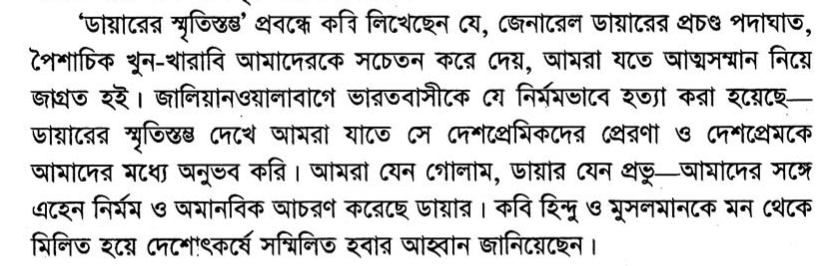 ‘ডায়ারের স্মৃতিস্তম্ভ’ প্রবন্ধে কবি লিখেছেন যে, জেনারেল ডায়ারের প্রচণ্ড পদাঘাত,
পৈশাচিক খুন-খারাবি আমাদেরকে সচেতন করে দেয়, আমরা যতে আত্মসম্মান নিয়ে
জাগ্রত হই। জালিয়ানওয়ালাবাগে ভারতবাসীকে যে নির্মমভাবে হত্যা করা হয়েছে—
ডায়ারের স্মৃতিস্তম্ভ দেখে আমরা যাতে সে দেশপ্রেমিকদের প্রেরণা ও দেশপ্রেমকে
আমাদের মধ্যে অনুভব করি। আমরা যেন গোলাম, ডায়ার যেন প্রভু—আমাদের সঙ্গে
এহেন নির্মম ও অমানবিক আচরণ করেছে ডায়ার। কবি হিন্দু ও মুসলমানকে মন থেকে
মিলিত হয়ে দেশোৎকর্ষে সম্মিলিত হবার আহ্বান জানিয়েছেন।